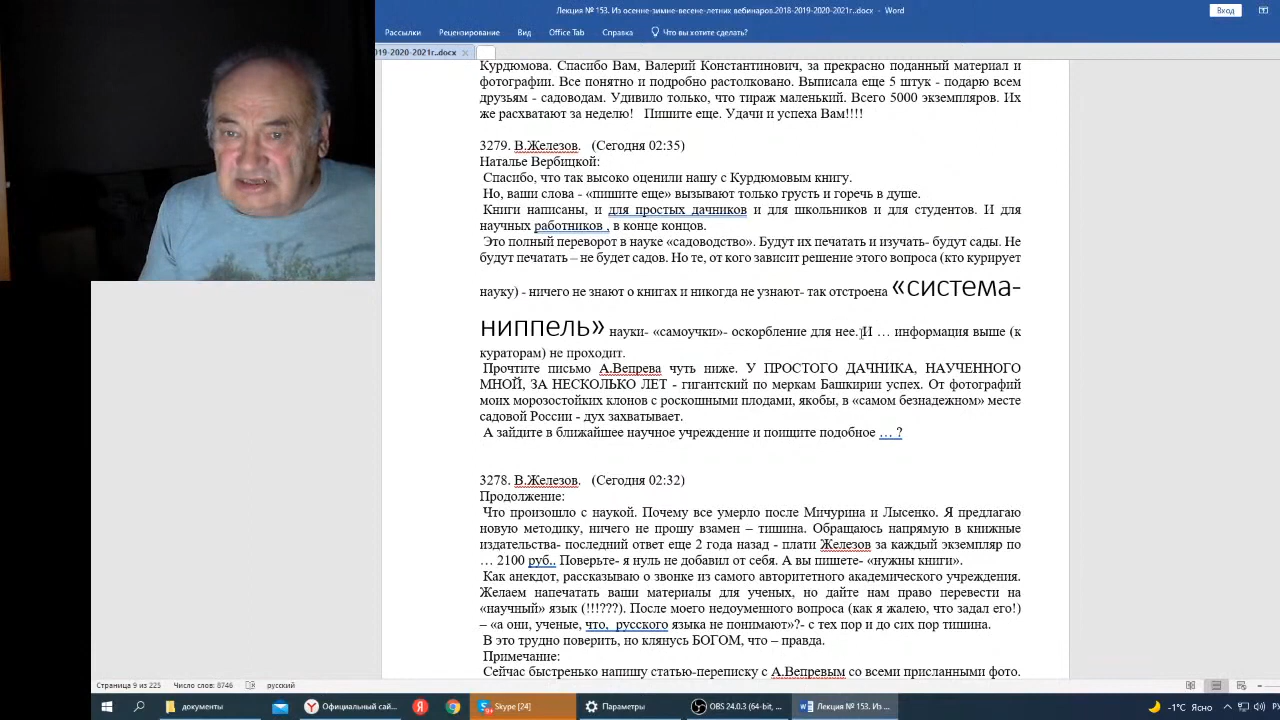 Лекция № 153. Из осенне-зимне-весене-летних вебинаров.2018-2019-2020-2021г..docx - Word
Вход
Рассылки Рецензирование Вид Office Tab Справка Что вы хотите сделать?
019-2020-2021г..docx
Курдюмова. Спасибо Вам, Валерий Константинович, за прекрасно поданный материал и
фотографии. Все понятно и подробно растолковано. Выписала еще 5 штук - подарю всем
друзьям - садоводам. Удивило только, что тираж маленький. Всего 5000 экземпляров. Их
же расхватают за неделю! Пишите еще. Удачи и успеха Вам!!!!
3279. В.Железов. (Сегодня 02:35)
Наталье Вербицкой:
Спасибо, что так высоко оценили нашу с Курдюмовым книгу.
Но, ваши слова - «пишите еще» вызывают только грусть и горечь в душе.
Книги написаны, и для простых дачников и для школьников и для студентов. И для
научных работников , в конце концов.
Это полный переворот в науке «садоводство». Будут их печатать и изучать- будут сады. Не
будут печатать – не будет садов. Но те, от кого зависит решение этого вопроса (кто курирует
науку) - ничего не знают о книгах и никогда не узнают- так отстроена «система-
ниппель» науки- «самоучки»- оскорбление для нее. И … информация выше (к
кураторам) не проходит.
Прочтите письмо А.Вепрева чуть ниже. У ПРОСТОГО ДАЧНИКА, НАУЧЕННОГО
МНОЙ, ЗА НЕСКОЛЬКО ЛЕТ - гигантский по меркам Башкирии успех. От фотографий
моих морозостойких клонов с роскошными плодами, якобы, в «самом безнадежном» месте
садовой России - дух захватывает.
А зайдите в ближайшее научное учреждение и поищите подобное … ?
3278. В.Железов. (Сегодня 02:32)
Продолжение:
Что произошло с наукой. Почему все умерло после Мичурина и Лысенко. Я предлагаю
новую методику, ничего не прошу взамен – тишина. Обращаюсь напрямую в книжные
издательства- последний ответ еще 2 года назад - плати Железов за каждый экземпляр по
… 2100 руб.. Поверьте- я нуль не добавил от себя. А вы пишете- «нужны книги».
Как анекдот, рассказываю о звонке из самого авторитетного академического учреждения.
Желаем напечатать ваши материалы для ученых, но дайте нам право перевести на
«научный» язык (!!!???). После моего недоуменного вопроса (как я жалею, что задал его!)
– «а они, ученые, что, русского языка не понимают»?- с тех пор и до сих пор тишина.
В это трудно поверить, но клянусь БОГОМ, что – правда.
Примечание:
Сейчас быстренько напишу статью-переписку с А.Вепревым со всеми присланными фото.
Страница 9 из 225 Число слов: 8746 русский
документы Официальный сай... Skype [24] Параметры OBS 24.0.3 (64-bit, ... Лекция № 153. Из ... -1°C Ясно